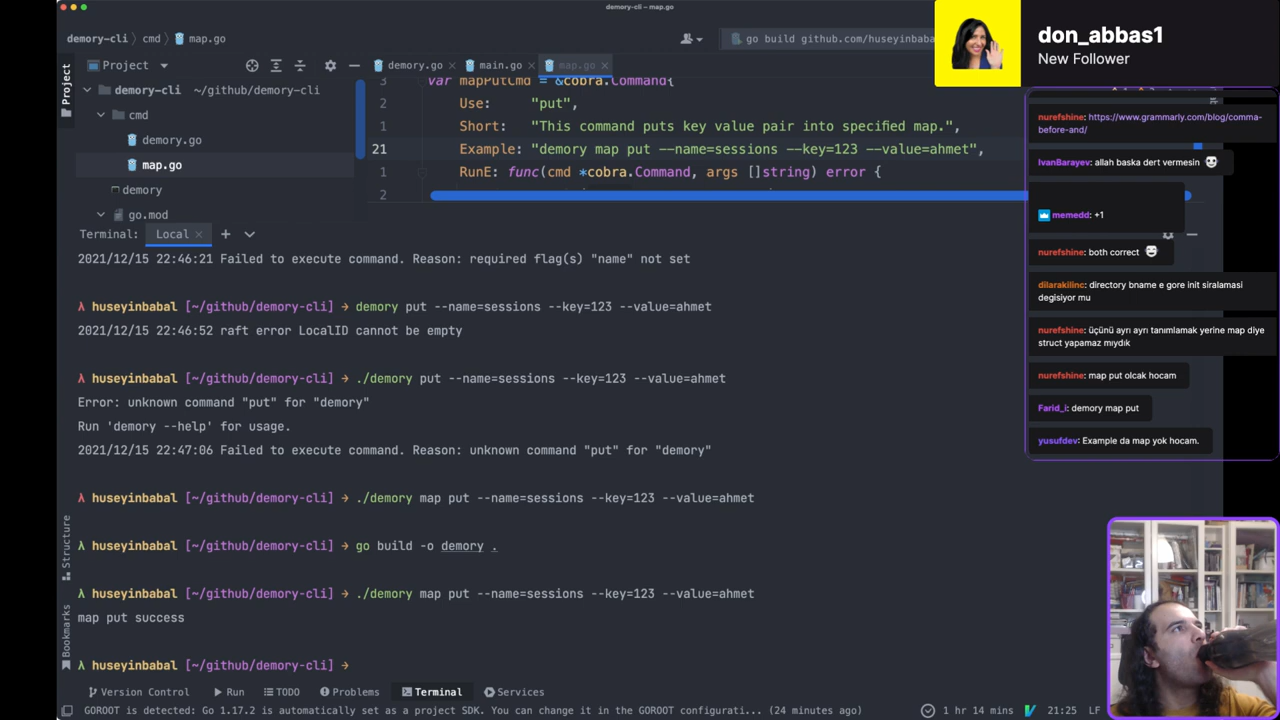 demory-cli – map.go
demory-cli
cmd
map.go
go build github.com/huseyinbaba
don_abbas1
New Follower
Project
Project
demory.go
main.go
map.go
demory-cli ~/github/demory-cli
cmd
demory.go
map.go
demory
go.mod
3 var mapPutCmd = &cobra.Command{
2 Use: "put",
1 Short: "This command puts key value pair into specified map.",
21 Example: "demory map put --name=sessions --key=123 --value=ahmet",
1 RunE: func(cmd *cobra.Command, args []string) error {
2
nurefshine: https://www.grammarly.com/blog/comma-
before-and/
IvanBarayev: allah baska dert vermesin
memedd: +1
nurefshine: both correct
dilarakilinc: directory bname e gore init siralamasi
degisiyor mu
nurefshine: üçünü ayrı ayrı tanımlamak yerine map diye
struct yapamaz mıydık
nurefshine: map put olcak hocam
Farid_i: demory map put
yusufdev: Example da map yok hocam.
Terminal: Local
2021/12/15 22:46:21 Failed to execute command. Reason: required flag(s) "name" not set
λ huseyinbabal [~/github/demory-cli] → demory put --name=sessions --key=123 --value=ahmet
2021/12/15 22:46:52 raft error LocalID cannot be empty
λ huseyinbabal [~/github/demory-cli] → ./demory put --name=sessions --key=123 --value=ahmet
Error: unknown command "put" for "demory"
Run 'demory --help' for usage.
2021/12/15 22:47:06 Failed to execute command. Reason: unknown command "put" for "demory"
λ huseyinbabal [~/github/demory-cli] → ./demory map put --name=sessions --key=123 --value=ahmet
λ huseyinbabal [~/github/demory-cli] → go build -o demory .
λ huseyinbabal [~/github/demory-cli] → ./demory map put --name=sessions --key=123 --value=ahmet
map put success
λ huseyinbabal [~/github/demory-cli] →
Structure
Bookmarks
Version Control
Run
TODO
Problems
Terminal
Services
GOROOT is detected: Go 1.17.2 is automatically set as a project SDK. You can change it in the GOROOT configurati... (24 minutes ago)
1 hr 14 mins
21:25
LF